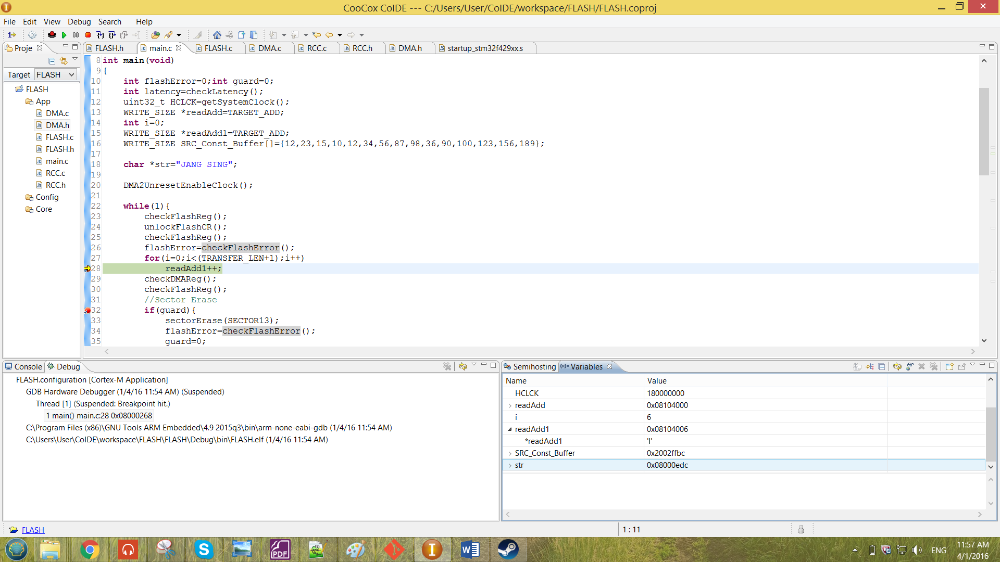 CooCox CoIDE --- C:/Users/User/CoIDE/workspace/FLASH/FLASH.coproj
File Edit View Debug Search Help
Proje
FLASH.h main.c FLASH.c DMA.c RCC.c RCC.h DMA.h startup_stm32f429xx.s
Target FLASH
FLASH
App
DMA.c
DMA.h
FLASH.c
FLASH.h
main.c
RCC.c
RCC.h
Config
Core
8 int main(void)
9 {
10 int flashError=0;int guard=0;
11 int latency=checkLatency();
12 uint32_t HCLCK=getSystemClock();
13 WRITE_SIZE *readAdd=TARGET_ADD;
14 int i=0;
15 WRITE_SIZE *readAdd1=TARGET_ADD;
16 WRITE_SIZE SRC_Const_Buffer[]={12,23,15,10,12,34,56,87,98,36,90,100,123,156,189};
17
18 char *str="JANG SING";
19
20 DMA2UnresetEnableClock();
21
22 while(1){
23 checkFlashReg();
24 unlockFlashCR();
25 checkFlashReg();
26 flashError=checkFlashError();
27 for(i=0;i<(TRANSFER_LEN+1);i++)
28 readAdd1++;
29 checkDMAReg();
30 checkFlashReg();
31 //Sector Erase
32 if(guard){
33 sectorErase(SECTOR13);
34 flashError=checkFlashError();
35 guard=0;
Console Debug
FLASH.configuration [Cortex-M Application]
GDB Hardware Debugger (1/4/16 11:54 AM) (Suspended)
Thread [1] (Suspended: Breakpoint hit.)
1 main() main.c:28 0x08000268
C:\Program Files (x86)\GNU Tools ARM Embedded\4.9 2015q3\bin\arm-none-eabi-gdb (1/4/16 11:54 AM)
C:\Users\User\CoIDE\workspace\FLASH\FLASH\Debug\bin\FLASH.elf (1/4/16 11:54 AM)
Semihosting (x)= Variables
Name Value
HCLCK 180000000
readAdd 0x08104000
i 6
readAdd1 0x08104006
*readAdd1 'I'
SRC_Const_Buffer 0x2002ffbc
str 0x08000edc
FLASH
1 : 11
PDF
ENG
11:57 AM
4/1/2016